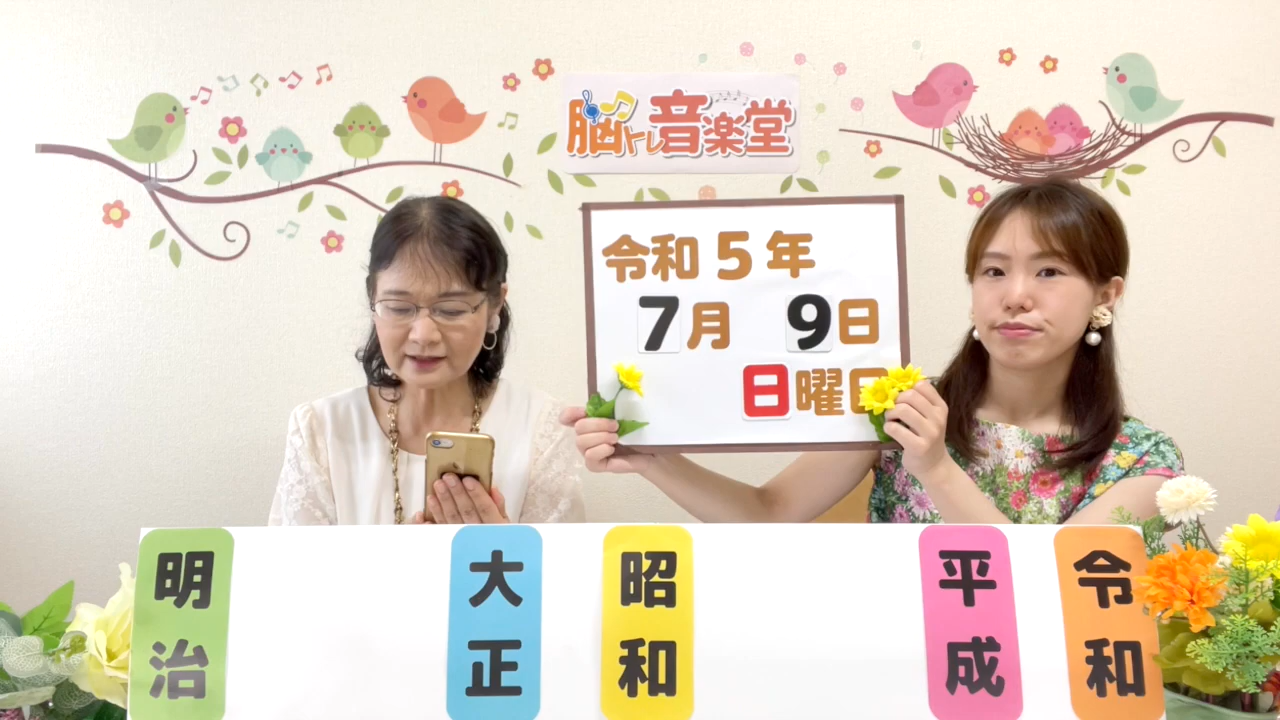 脳トレ音楽堂
令和5年
7月 9日
日曜日
明治
大正
昭和
平成
令和